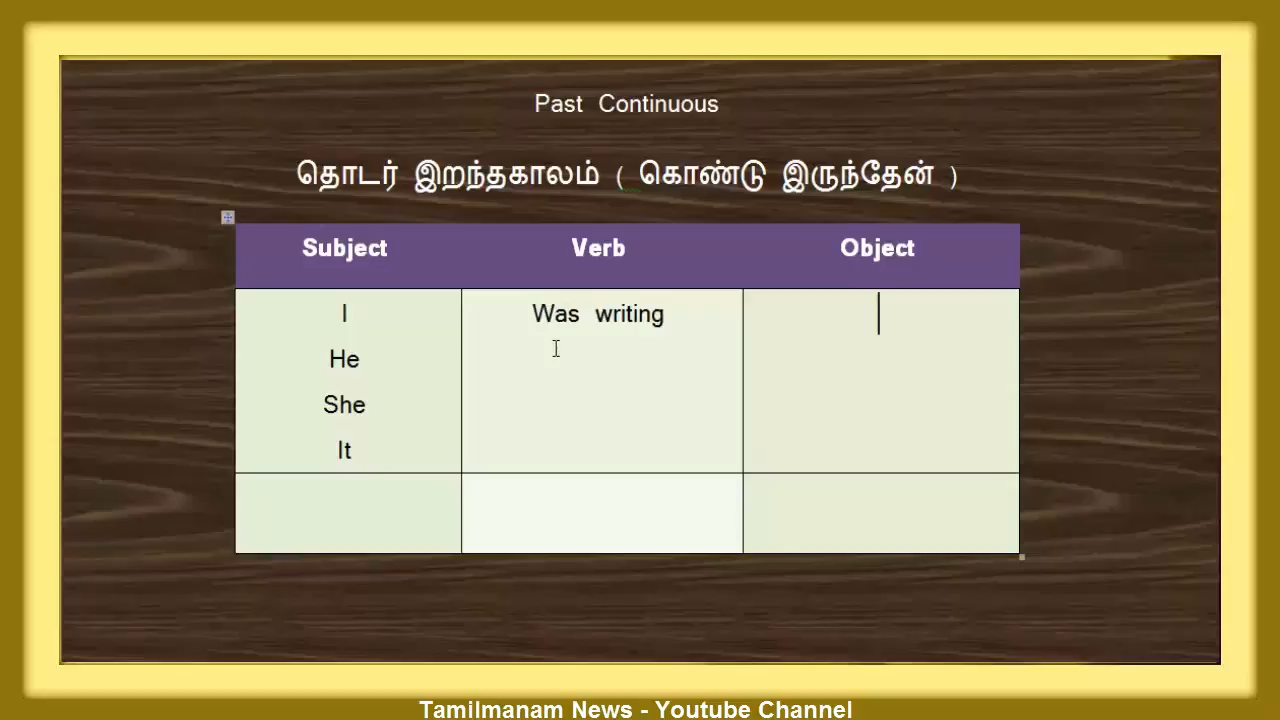 Past Continuous
தொடர் இறந்தகாலம் ( கொண்டு இருந்தேன் )
Subject Verb Object
I Was writing
He
She
It
Tamilmanam News - Youtube Channel